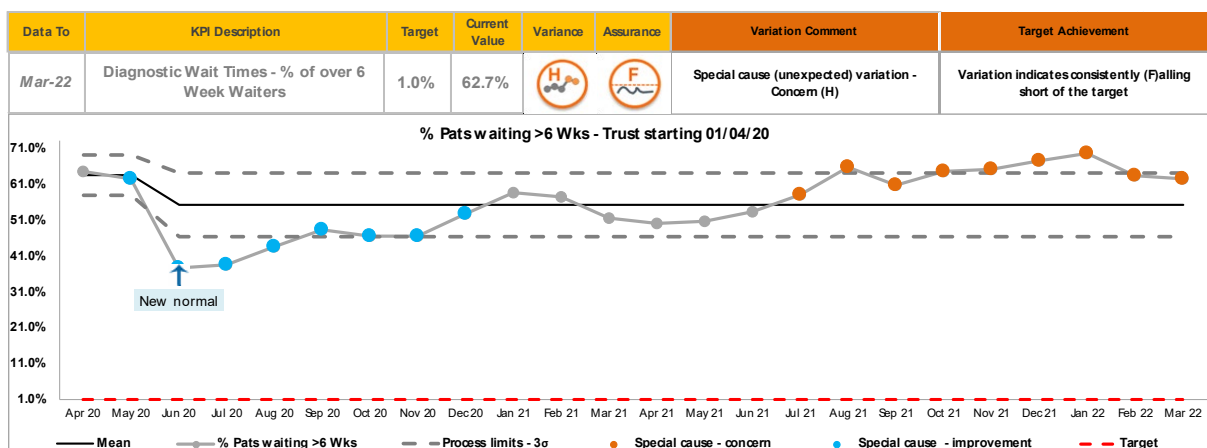 Data To KPI Description Target Current Value Variance Assurance Variation Comment Target Achievement
Mar-22 Diagnostic Wait Times - % of over 6 Week Waiters 1.0% 62.7% H F Special cause (unexpected) variation - Concern (H) Variation indicates consistently (F)alling short of the target
% Pats waiting >6 Wks - Trust starting 01/04/20
71.0%
61.0%
51.0%
41.0%
31.0%
21.0%
11.0%
1.0%
New normal
Apr 20 May 20 Jun 20 Jul 20 Aug 20 Sep 20 Oct 20 Nov 20 Dec 20 Jan 21 Feb 21 Mar 21 Apr 21 May 21 Jun 21 Jul 21 Aug 21 Sep 21 Oct 21 Nov 21 Dec 21 Jan 22 Feb 22 Mar 22
Mean % Pats waiting >6 Wks Process limits - 3σ Special cause - concern Special cause - improvement Target